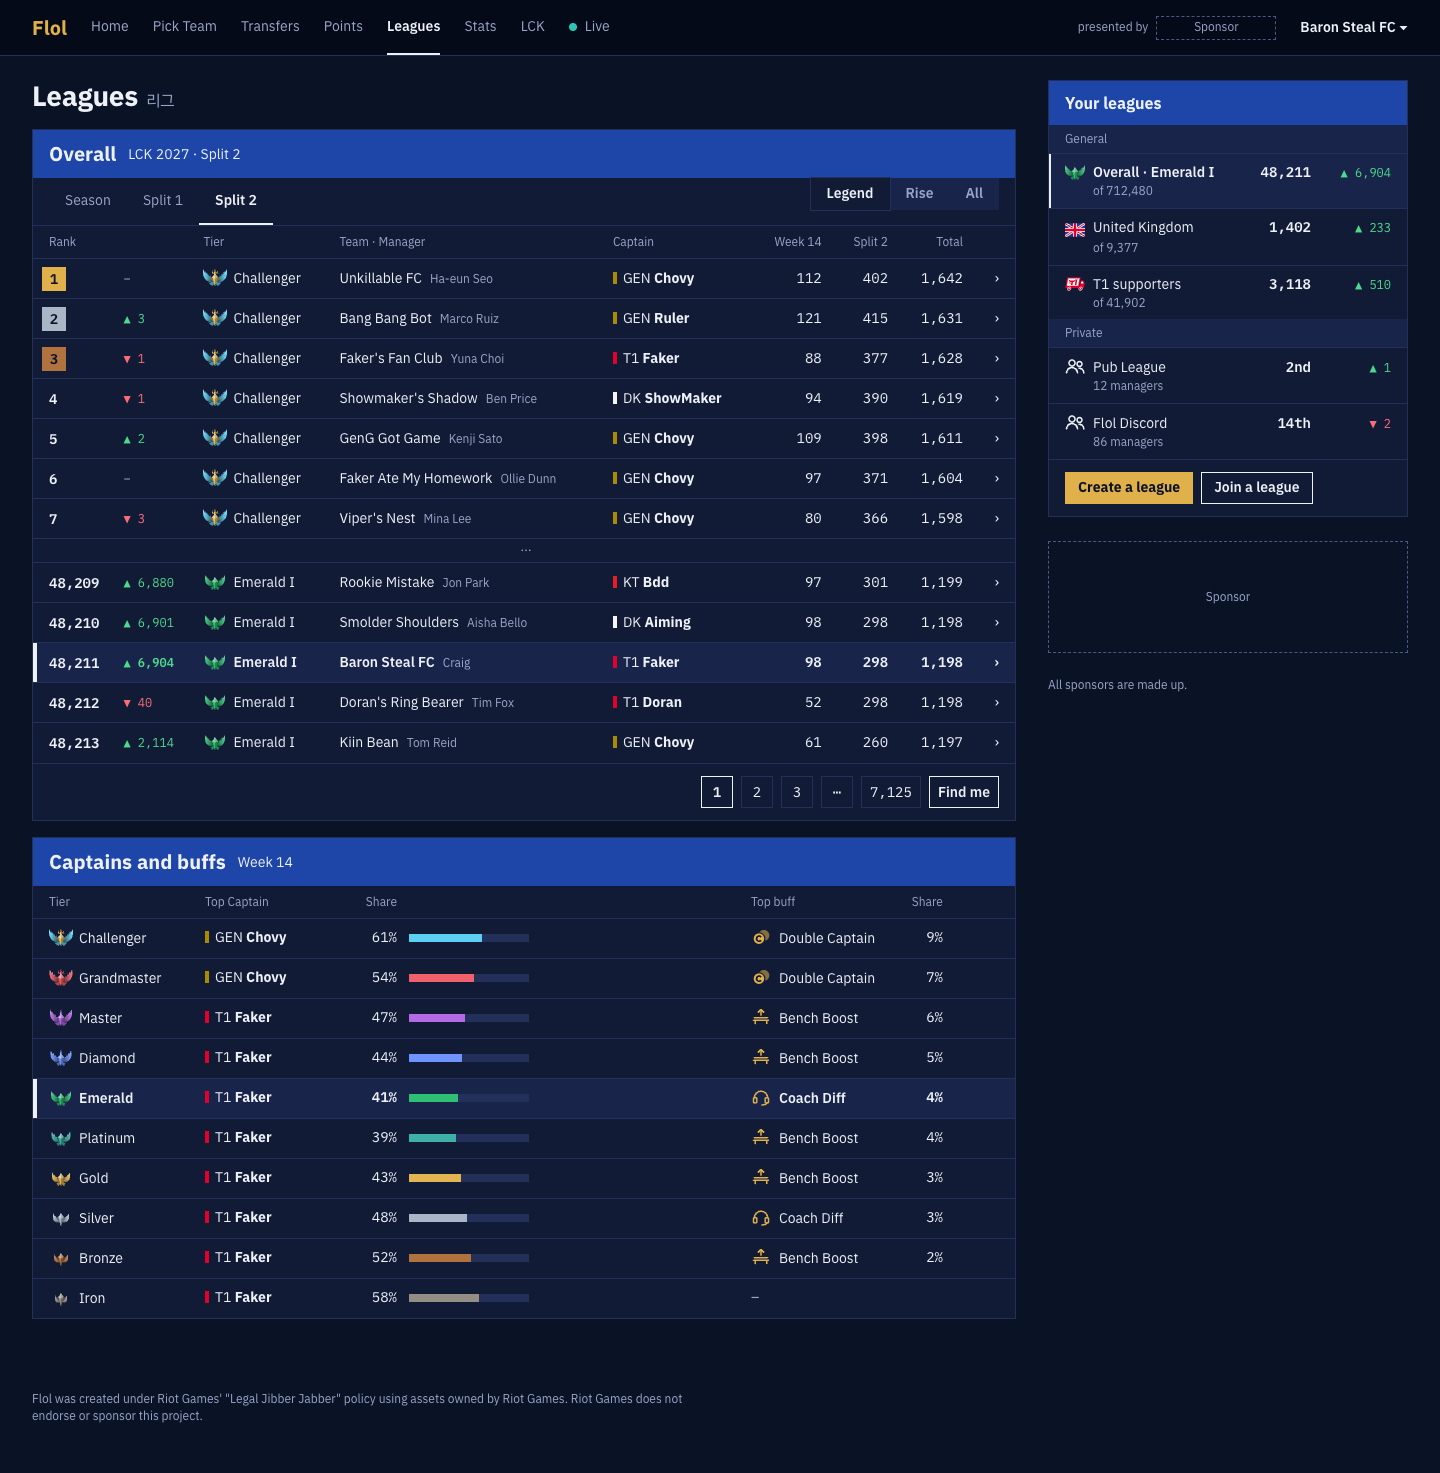 Flol Home Pick Team Transfers Points Leagues Stats LCK Live presented by Sponsor Baron Steal FC
Leagues 리그
Overall LCK 2027 · Split 2
Season Split 1 Split 2 Legend Rise All
Rank Tier Team · Manager Captain Week 14 Split 2 Total
1 – Challenger Unkillable FC Ha-eun Seo GEN Chovy 112 402 1,642 ›
2 ▲ 3 Challenger Bang Bang Bot Marco Ruiz GEN Ruler 121 415 1,631 ›
3 ▼ 1 Challenger Faker's Fan Club Yuna Choi T1 Faker 88 377 1,628 ›
4 ▼ 1 Challenger Showmaker's Shadow Ben Price DK ShowMaker 94 390 1,619 ›
5 ▲ 2 Challenger GenG Got Game Kenji Sato GEN Chovy 109 398 1,611 ›
6 – Challenger Faker Ate My Homework Ollie Dunn GEN Chovy 97 371 1,604 ›
7 ▼ 3 Challenger Viper's Nest Mina Lee GEN Chovy 80 366 1,598 ›
...
48,209 ▲ 6,880 Emerald I Rookie Mistake Jon Park KT Bdd 97 301 1,199 ›
48,210 ▲ 6,901 Emerald I Smolder Shoulders Aisha Bello DK Aiming 98 298 1,198 ›
48,211 ▲ 6,904 Emerald I Baron Steal FC Craig T1 Faker 98 298 1,198 ›
48,212 ▼ 40 Emerald I Doran's Ring Bearer Tim Fox T1 Doran 52 298 1,198 ›
48,213 ▲ 2,114 Emerald I Kiin Bean Tom Reid GEN Chovy 61 260 1,197 ›
1 2 3 … 7,125 Find me
Captains and buffs Week 14
Tier Top Captain Share Top buff Share
Challenger GEN Chovy 61% Double Captain 9%
Grandmaster GEN Chovy 54% Double Captain 7%
Master T1 Faker 47% Bench Boost 6%
Diamond T1 Faker 44% Bench Boost 5%
Emerald T1 Faker 41% Coach Diff 4%
Platinum T1 Faker 39% Bench Boost 4%
Gold T1 Faker 43% Bench Boost 3%
Silver T1 Faker 48% Coach Diff 3%
Bronze T1 Faker 52% Bench Boost 2%
Iron T1 Faker 58% –
Your leagues
General
Overall · Emerald I 48,211 ▲ 6,904
of 712,480
United Kingdom 1,402 ▲ 233
of 9,377
T1 supporters 3,118 ▲ 510
of 41,902
Private
Pub League 2nd ▲ 1
12 managers
Flol Discord 14th ▼ 2
86 managers
Create a league Join a league
Sponsor
All sponsors are made up.
Flol was created under Riot Games' "Legal Jibber Jabber" policy using assets owned by Riot Games. Riot Games does not
endorse or sponsor this project.